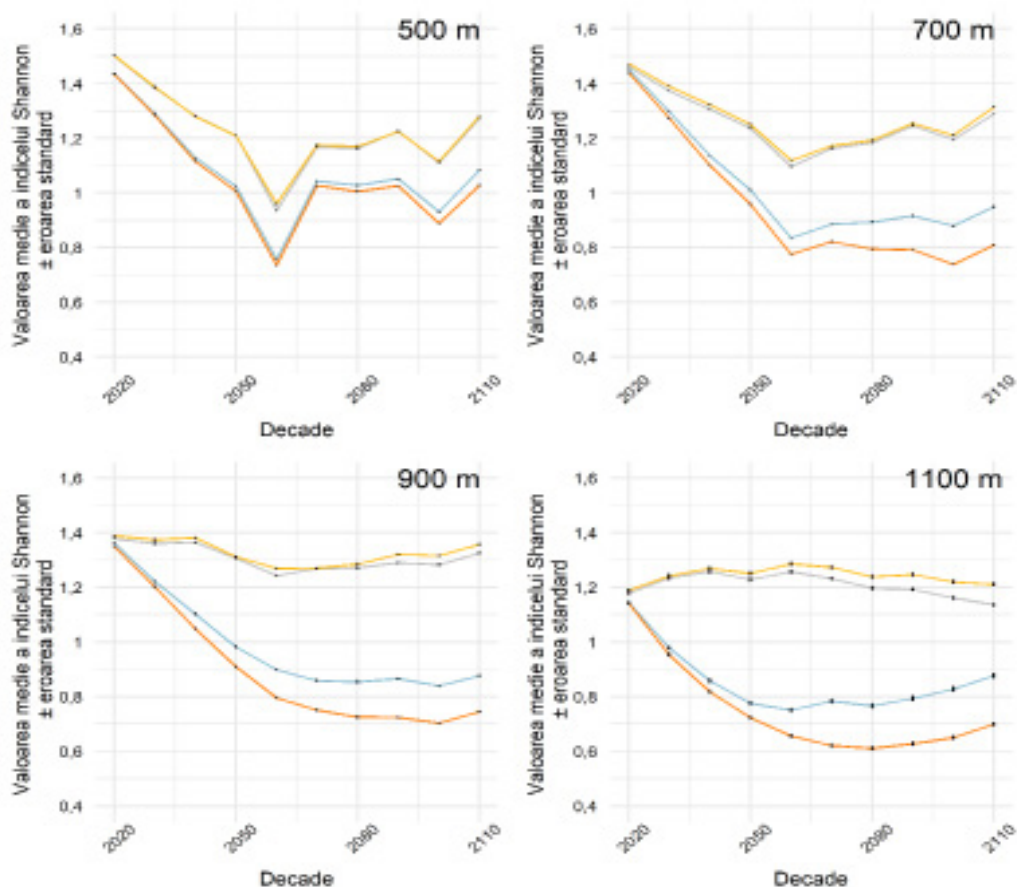 500 m
Valoarea medie a indicelui Shannon
± eroarea standard
1,6
1,4
1,2
1
0,8
0,6
0,4
2020
2050
2080
2110
Decade
700 m
Valoarea medie a indicelui Shannon
± eroarea standard
1,6
1,4
1,2
1
0,8
0,6
0,4
2020
2050
2080
2110
Decade
900 m
Valoarea medie a indicelui Shannon
± eroarea standard
1,6
1,4
1,2
1
0,8
0,6
0,4
2020
2050
2080
2110
Decade
1100 m
Valoarea medie a indicelui Shannon
± eroarea standard
1,6
1,4
1,2
1
0,8
0,6
0,4
2020
2050
2080
2110
Decade